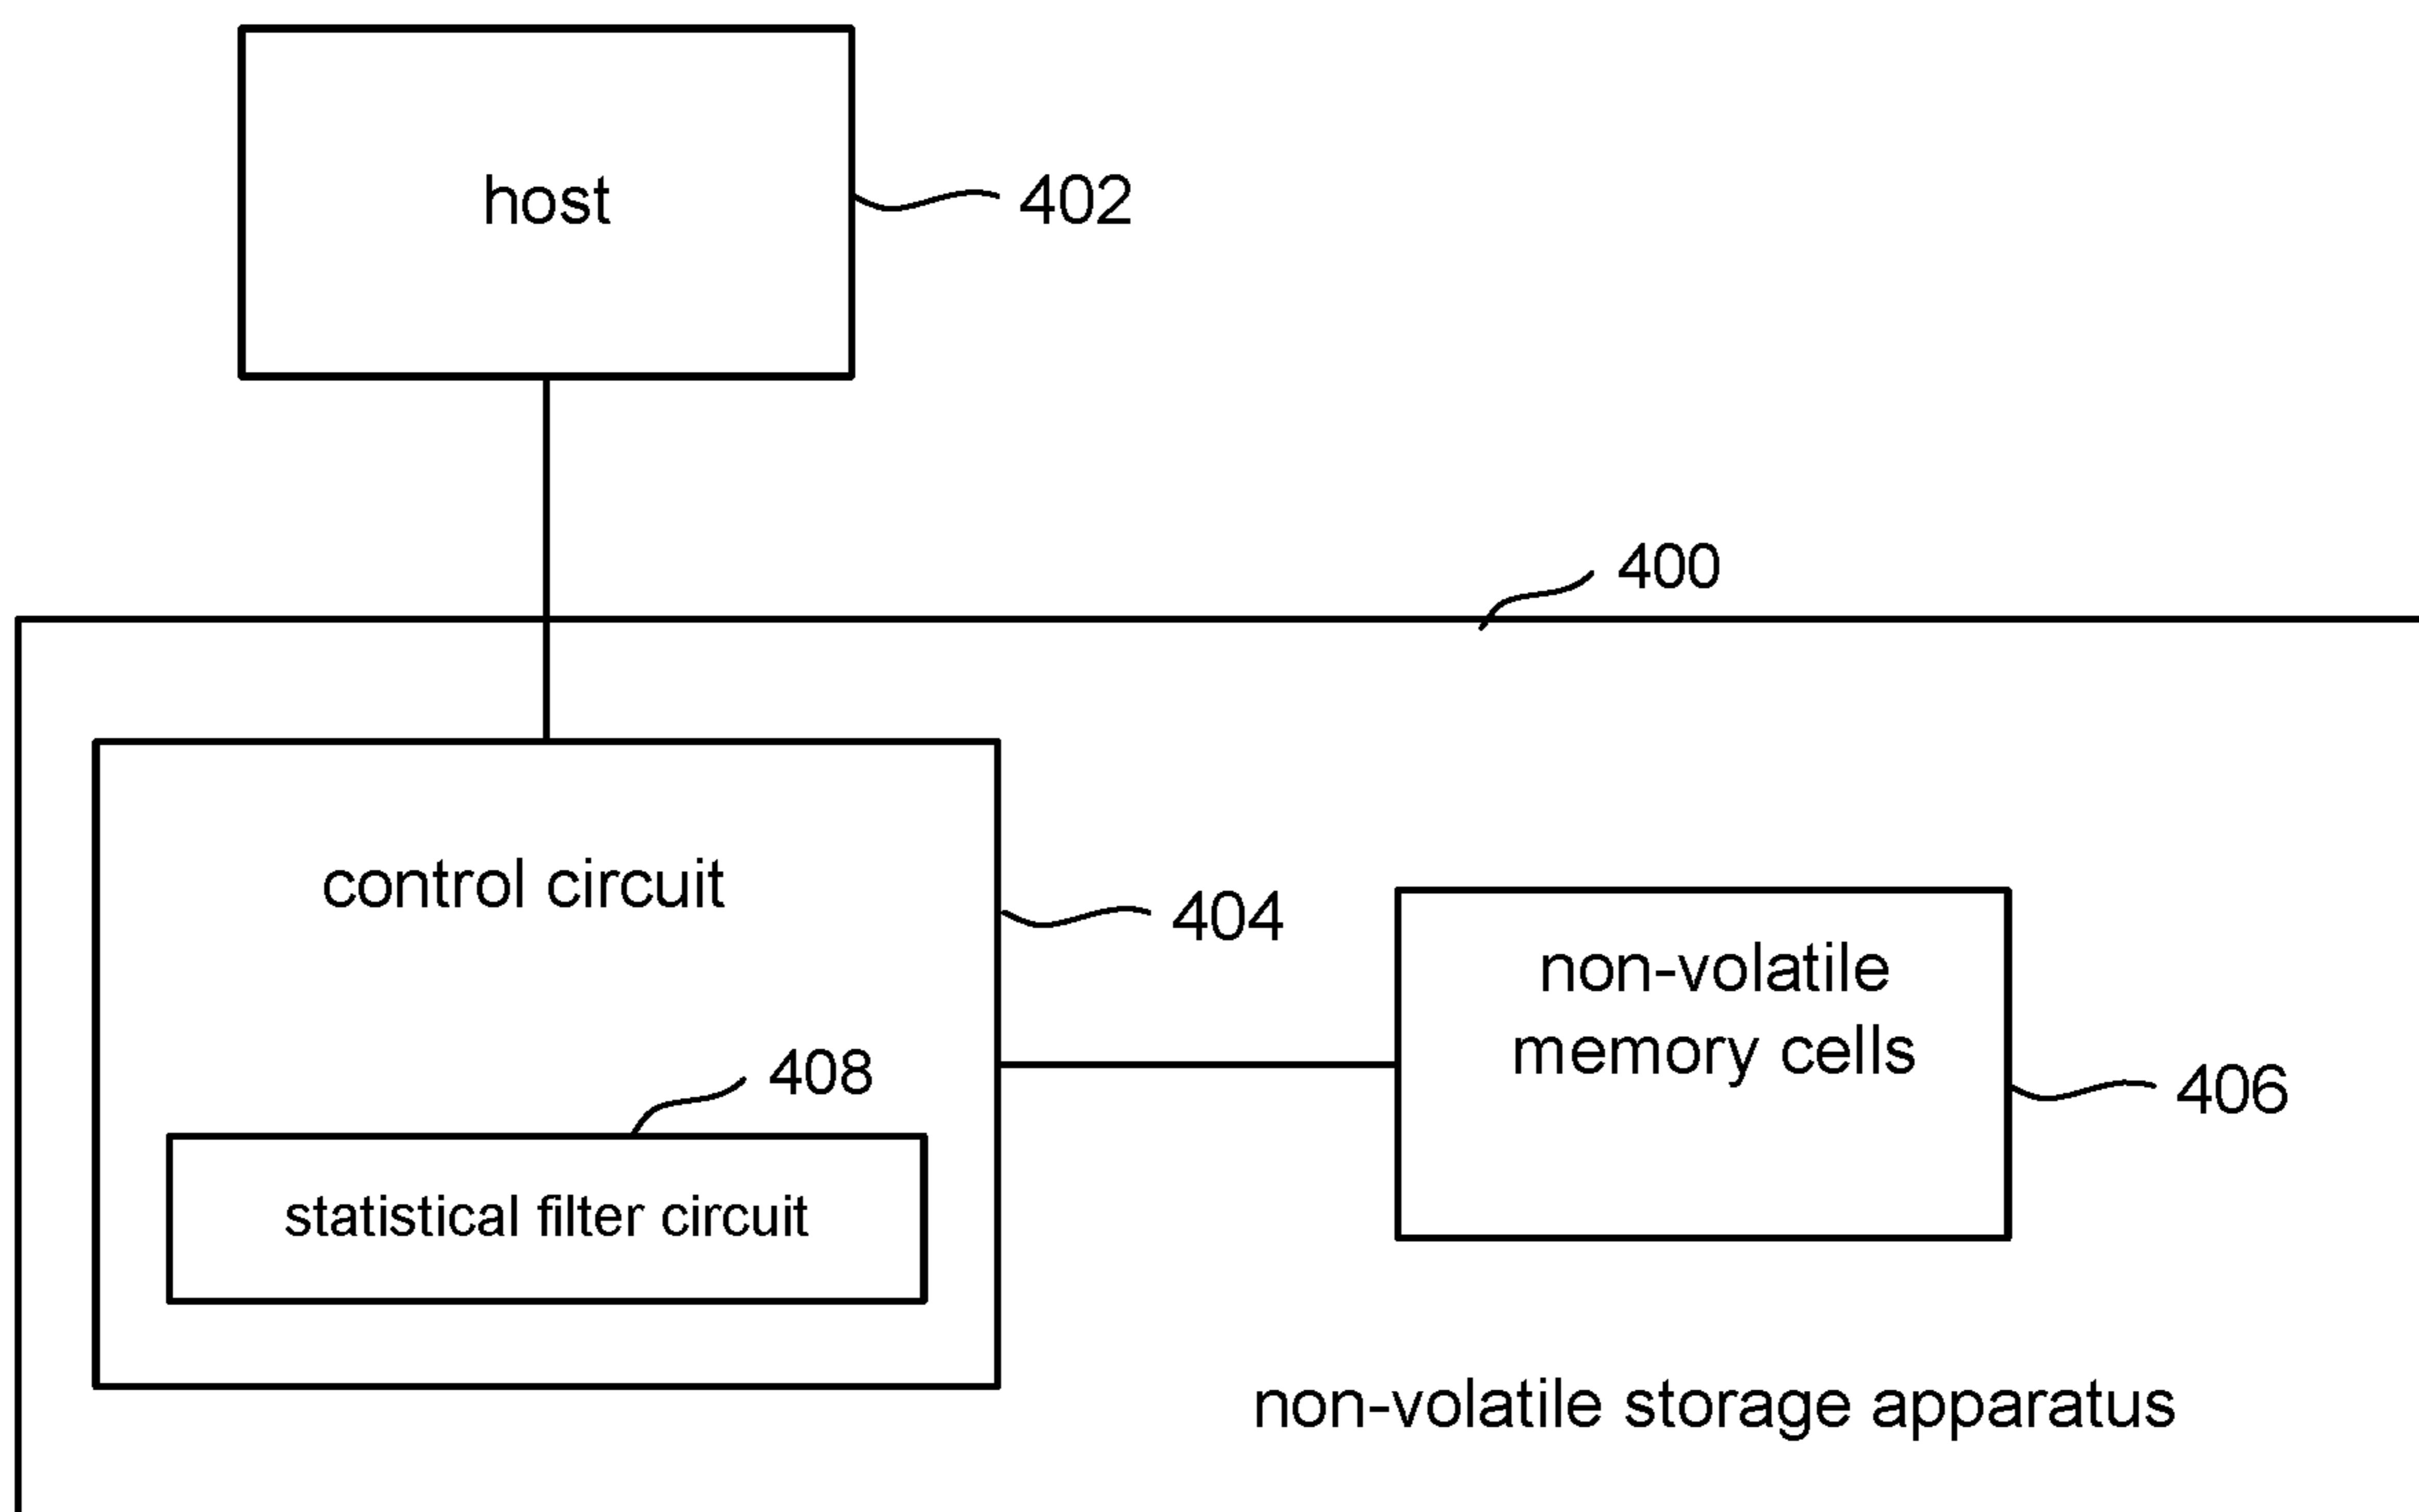 host
402
400
control circuit
404
non-volatile
memory cells
406
408
statistical filter circuit
non-volatile storage apparatus